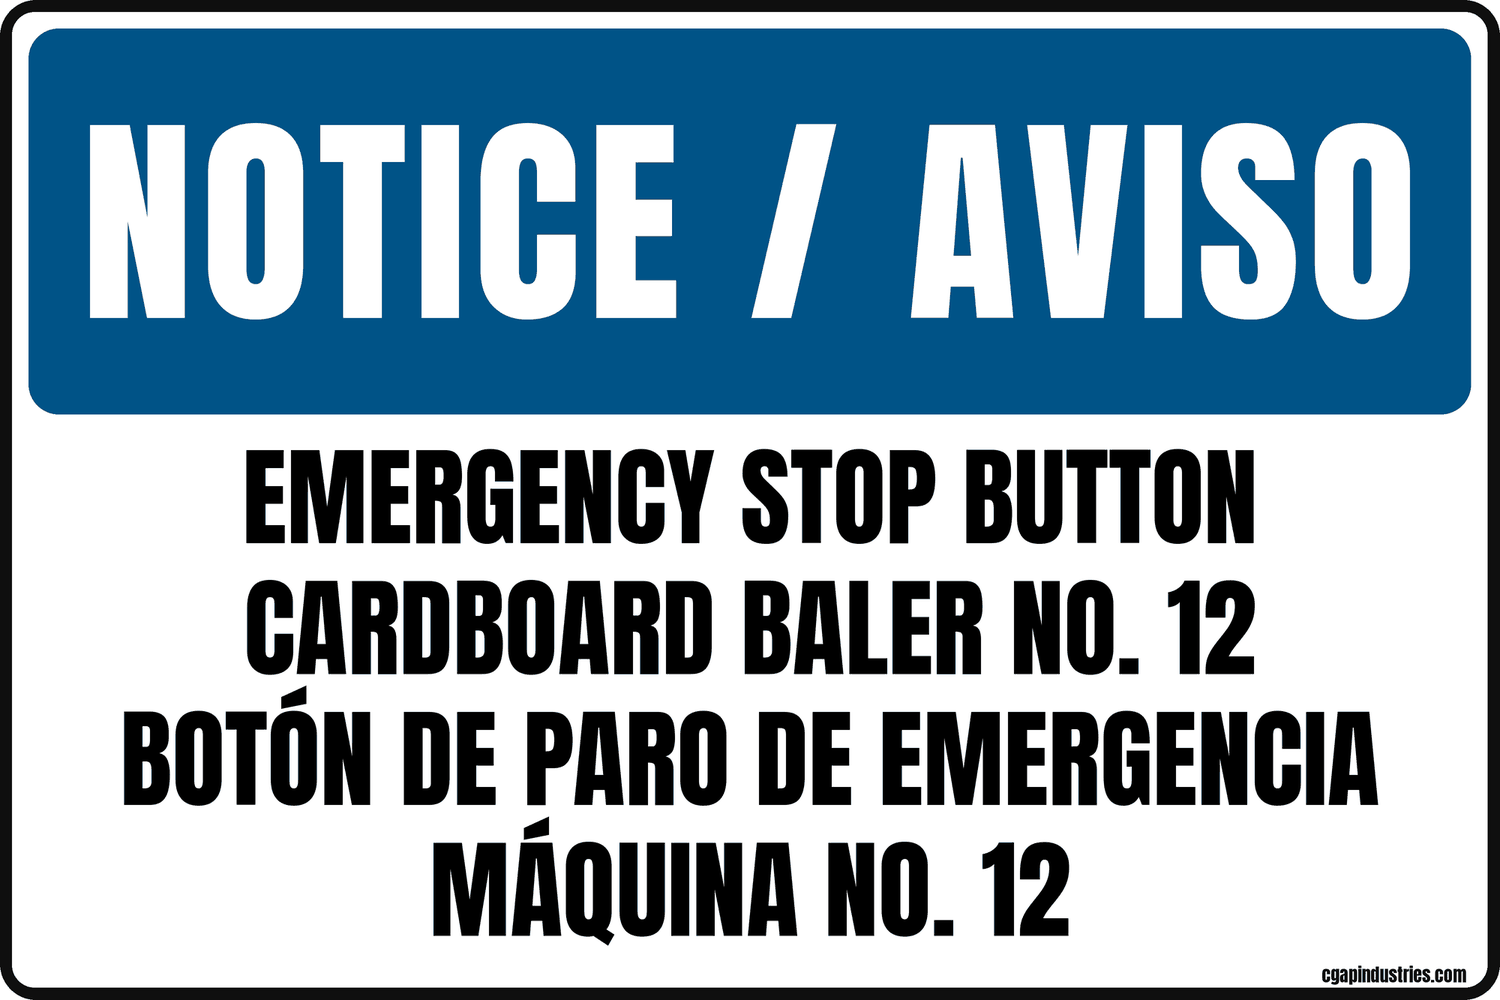 NOTICE / AVISO
EMERGENCY STOP BUTTON
CARDBOARD BALER NO. 12
BOTÓN DE PARO DE EMERGENCIA
MÁQUINA NO. 12
cgapindustries.com